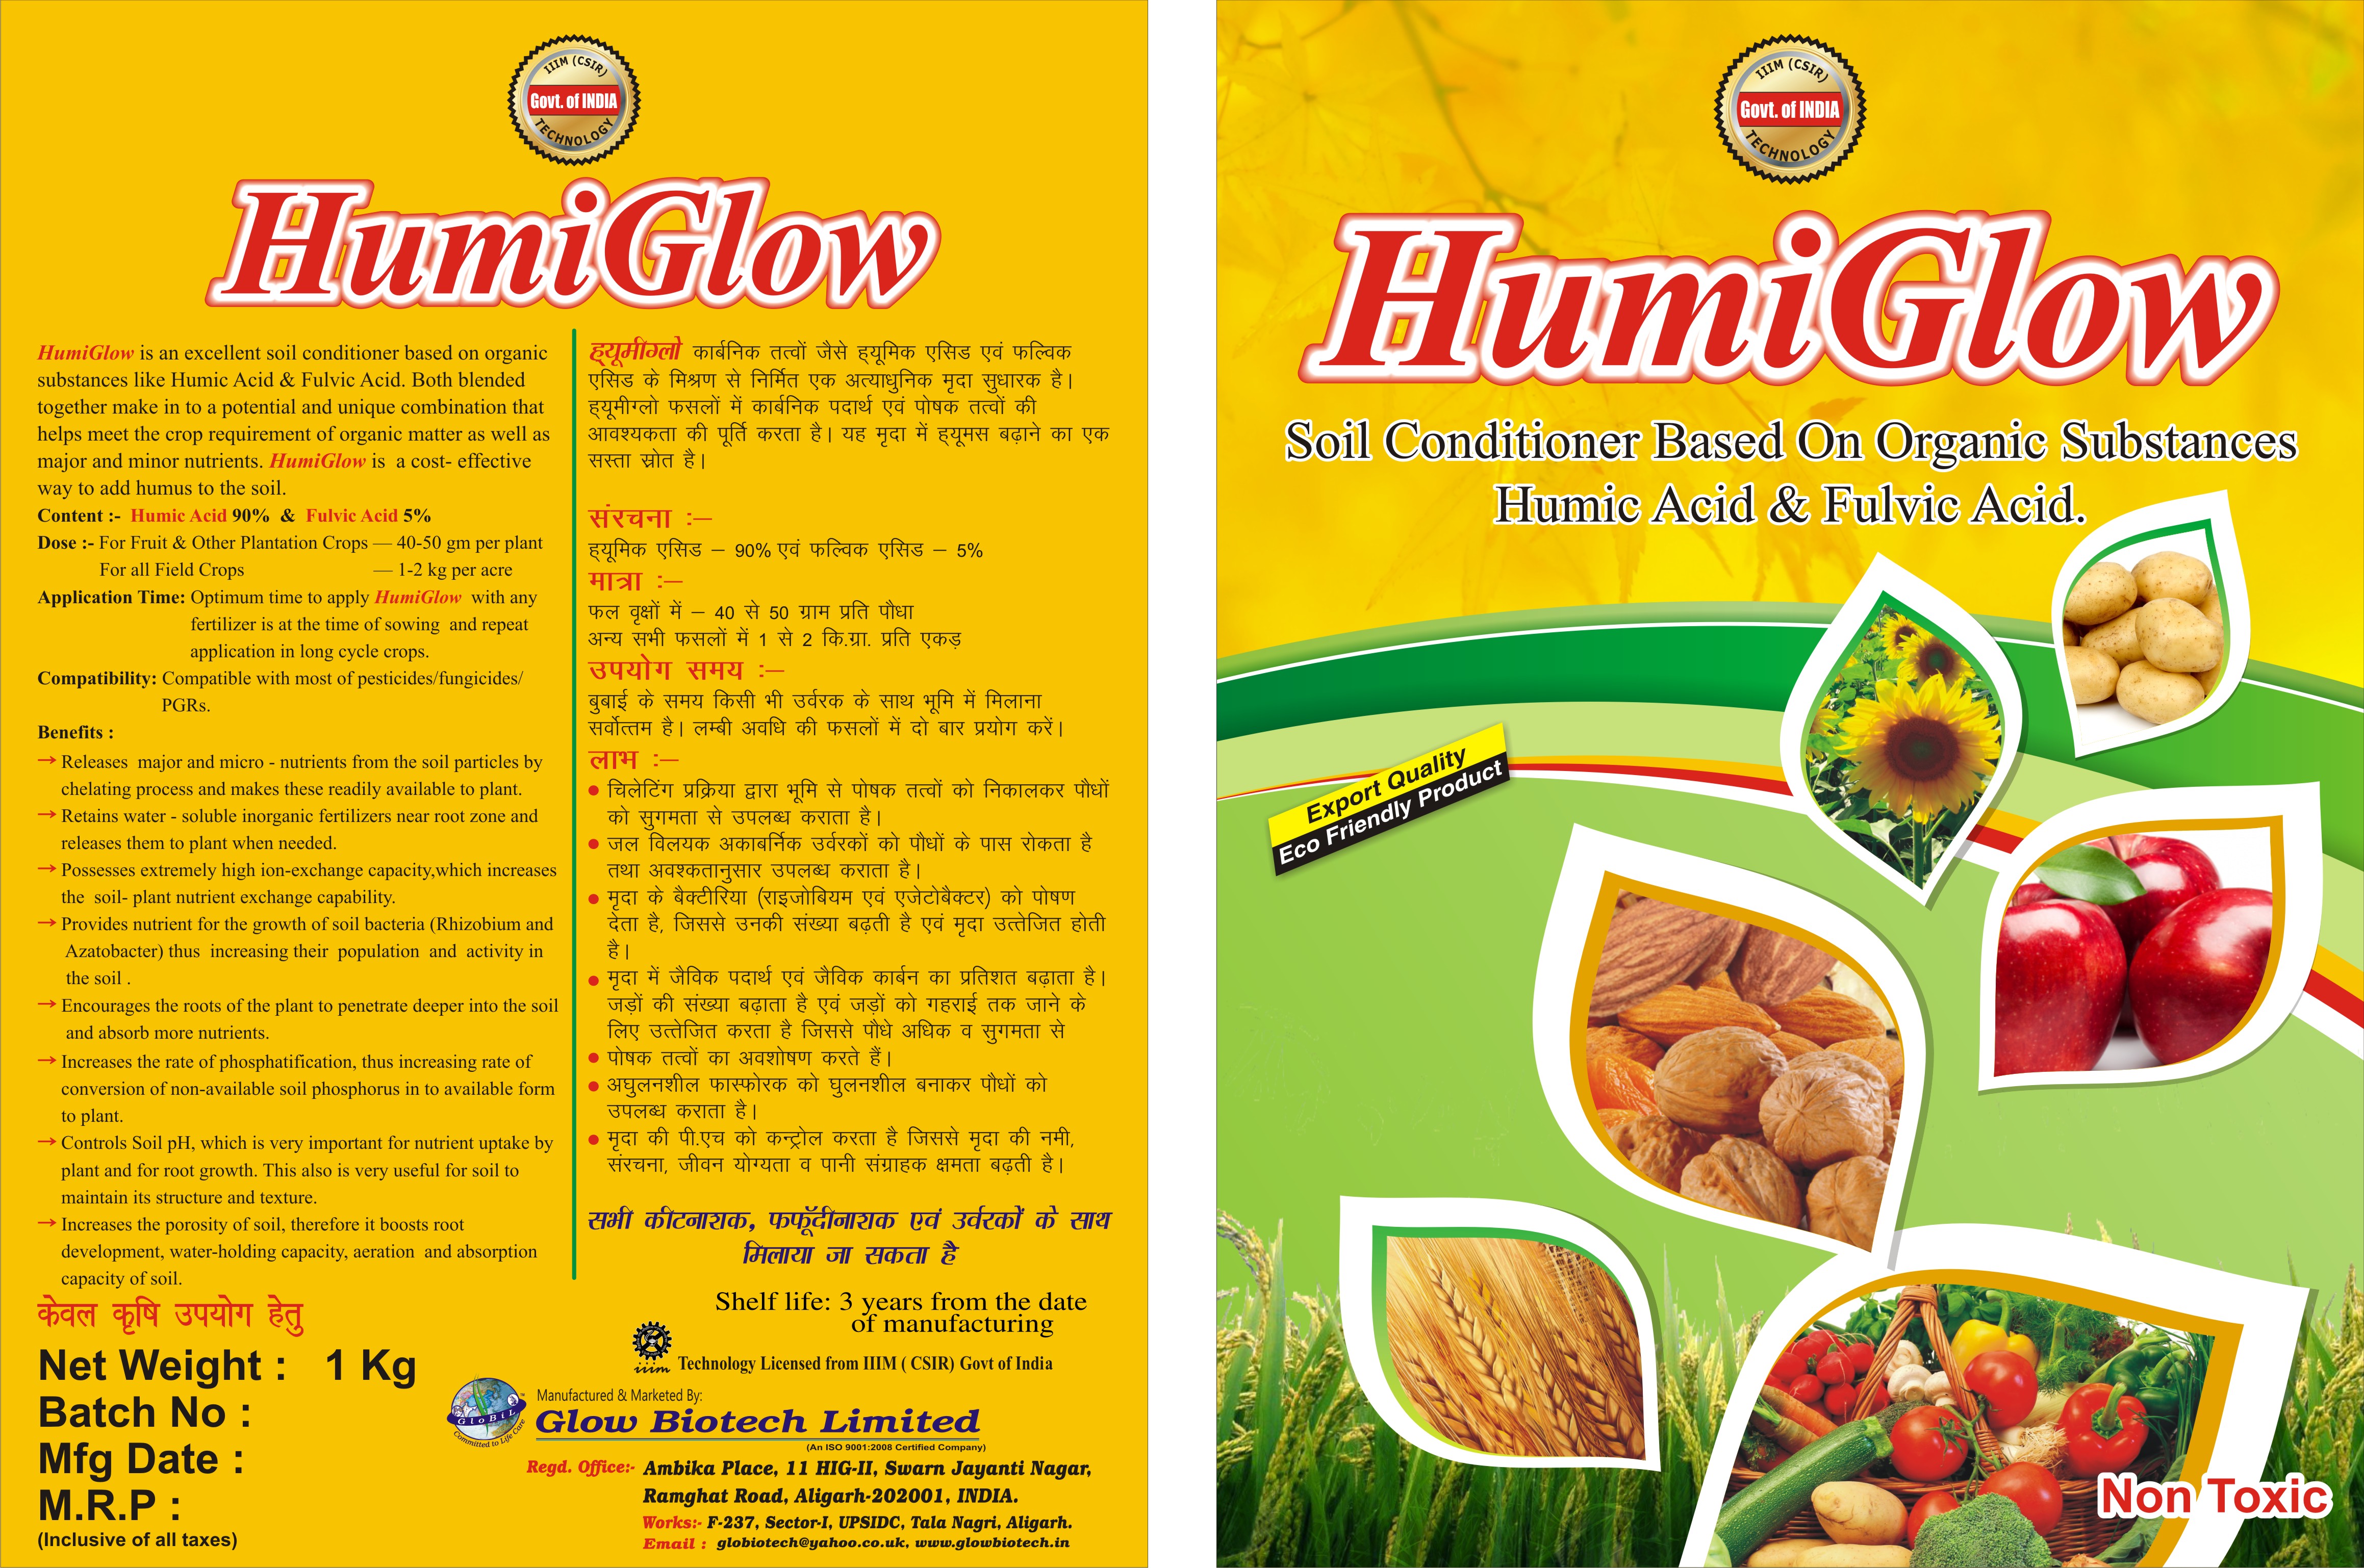 IIIM (CSIR)
Govt. of INDIA
TECHNOLOGY
HumiGlow
HumiGlow is an excellent soil conditioner based on organic
substances like Humic Acid & Fulvic Acid. Both blended
together make in to a potential and unique combination that
helps meet the crop requirement of organic matter as well as
major and minor nutrients. HumiGlow is a cost- effective
way to add humus to the soil.
Content :- Humic Acid 90% & Fulvic Acid 5%
Dose :- For Fruit & Other Plantation Crops — 40-50 gm per plant
For all Field Crops — 1-2 kg per acre
Application Time: Optimum time to apply HumiGlow with any
fertilizer is at the time of sowing and repeat
application in long cycle crops.
Compatibility: Compatible with most of pesticides/fungicides/
PGRs.
Benefits :
→ Releases major and micro - nutrients from the soil particles by
chelating process and makes these readily available to plant.
→ Retains water - soluble inorganic fertilizers near root zone and
releases them to plant when needed.
→ Possesses extremely high ion-exchange capacity,which increases
the soil- plant nutrient exchange capability.
→ Provides nutrient for the growth of soil bacteria (Rhizobium and
Azatobacter) thus increasing their population and activity in
the soil .
→ Encourages the roots of the plant to penetrate deeper into the soil
and absorb more nutrients.
→ Increases the rate of phosphatification, thus increasing rate of
conversion of non-available soil phosphorus in to available form
to plant.
→ Controls Soil pH, which is very important for nutrient uptake by
plant and for root growth. This also is very useful for soil to
maintain its structure and texture.
→ Increases the porosity of soil, therefore it boosts root
development, water-holding capacity, aeration and absorption
capacity of soil.
केवल कृषि उपयोग हेतु
Net Weight : 1 Kg
Batch No :
Mfg Date :
M.R.P :
(Inclusive of all taxes)
ह्यूमीग्लो कार्बनिक तत्वों जैसे ह्यूमिक एसिड एवं फल्विक
एसिड के मिश्रण से निर्मित एक अत्याधुनिक मृदा सुधारक है।
ह्यूमीग्लो फसलों में कार्बनिक पदार्थ एवं पोषक तत्वों की
आवश्यकता की पूर्ति करता है। यह मृदा में ह्यूमस बढ़ाने का एक
सस्ता स्रोत है।
संरचना :–
ह्यूमिक एसिड – 90% एवं फल्विक एसिड – 5%
मात्रा :–
फल वृक्षों में – 40 से 50 ग्राम प्रति पौधा
अन्य सभी फसलों में 1 से 2 कि.ग्रा. प्रति एकड़
उपयोग समय :–
बुबाई के समय किसी भी उर्वरक के साथ भूमि में मिलाना
सर्वोत्तम है। लम्बी अवधि की फसलों में दो बार प्रयोग करें।
लाभ :–
● चिलेटिंग प्रक्रिया द्वारा भूमि से पोषक तत्वों को निकालकर पौधों
को सुगमता से उपलब्ध कराता है।
● जल विलयक अकाबर्निक उर्वरकों को पौधों के पास रोकता है
तथा अवश्कतानुसार उपलब्ध कराता है।
● मृदा के बैक्टीरिया (राइजोबियम एवं एजेटोबैक्टर) को पोषण
देता है, जिससे उनकी संख्या बढ़ती है एवं मृदा उत्तेजित होती
है।
● मृदा में जैविक पदार्थ एवं जैविक कार्बन का प्रतिशत बढ़ाता है।
जड़ों की संख्या बढ़ाता है एवं जड़ों को गहराई तक जाने के
लिए उत्तेजित करता है जिससे पौधे अधिक व सुगमता से
● पोषक तत्वों का अवशोषण करते हैं।
● अघुलनशील फास्फोरक को घुलनशील बनाकर पौधों को
उपलब्ध कराता है।
● मृदा की पी.एच को कन्ट्रोल करता है जिससे मृदा की नमी,
संरचना, जीवन योग्यता व पानी संग्राहक क्षमता बढ़ती है।
सभी कीटनाशक, फफूँदीनाशक एवं उर्वरकों के साथ
मिलाया जा सकता है
Shelf life: 3 years from the date
of manufacturing
iiim Technology Licensed from IIIM ( CSIR) Govt of India
GloBiL
Committed to Life Care
Manufactured & Marketed By:
Glow Biotech Limited
(An ISO 9001:2008 Certified Company)
Regd. Office:- Ambika Place, 11 HIG-II, Swarn Jayanti Nagar,
Ramghat Road, Aligarh-202001, INDIA.
Works:- F-237, Sector-I, UPSIDC, Tala Nagri, Aligarh.
Email : globiotech@yahoo.co.uk, www.glowbiotech.in
IIIM (CSIR)
Govt. of INDIA
TECHNOLOGY
HumiGlow
Soil Conditioner Based On Organic Substances
Humic Acid & Fulvic Acid.
Export Quality
Eco Friendly Product
Non Toxic